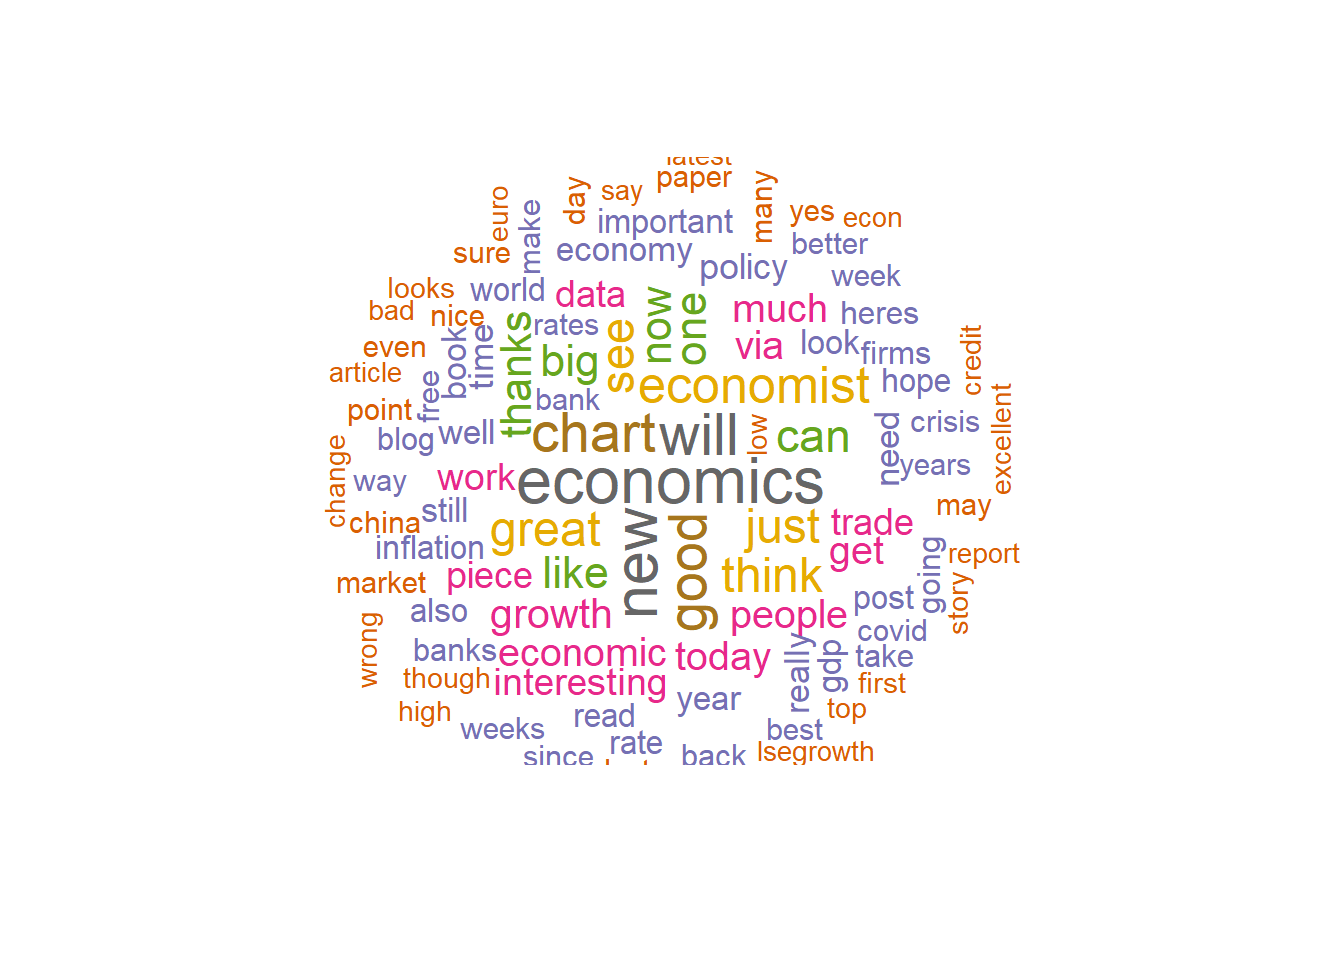 latest
paper
say
day
many
euro
make
important
yes
econ
sure
economy
better
policy
week
looks
world
data
now
one
much
heres
bad
nice
rates
thanks
see
via
look
firms
credit
even
book
time
big
economist
hope
article
free
bank
excellent
point
chart
will
low
can
need
crisis
blog
well
years
change
way
work
economics
may
china
still
great
new
good
just
trade
inflation
get
going
report
market
piece
like
think
story
also
growth
people
post
wrong
covid
banks
economic
today
really
gdp
take
though
interesting
first
high
year
top
weeks
read
best
since
rate
back
lsegrowth